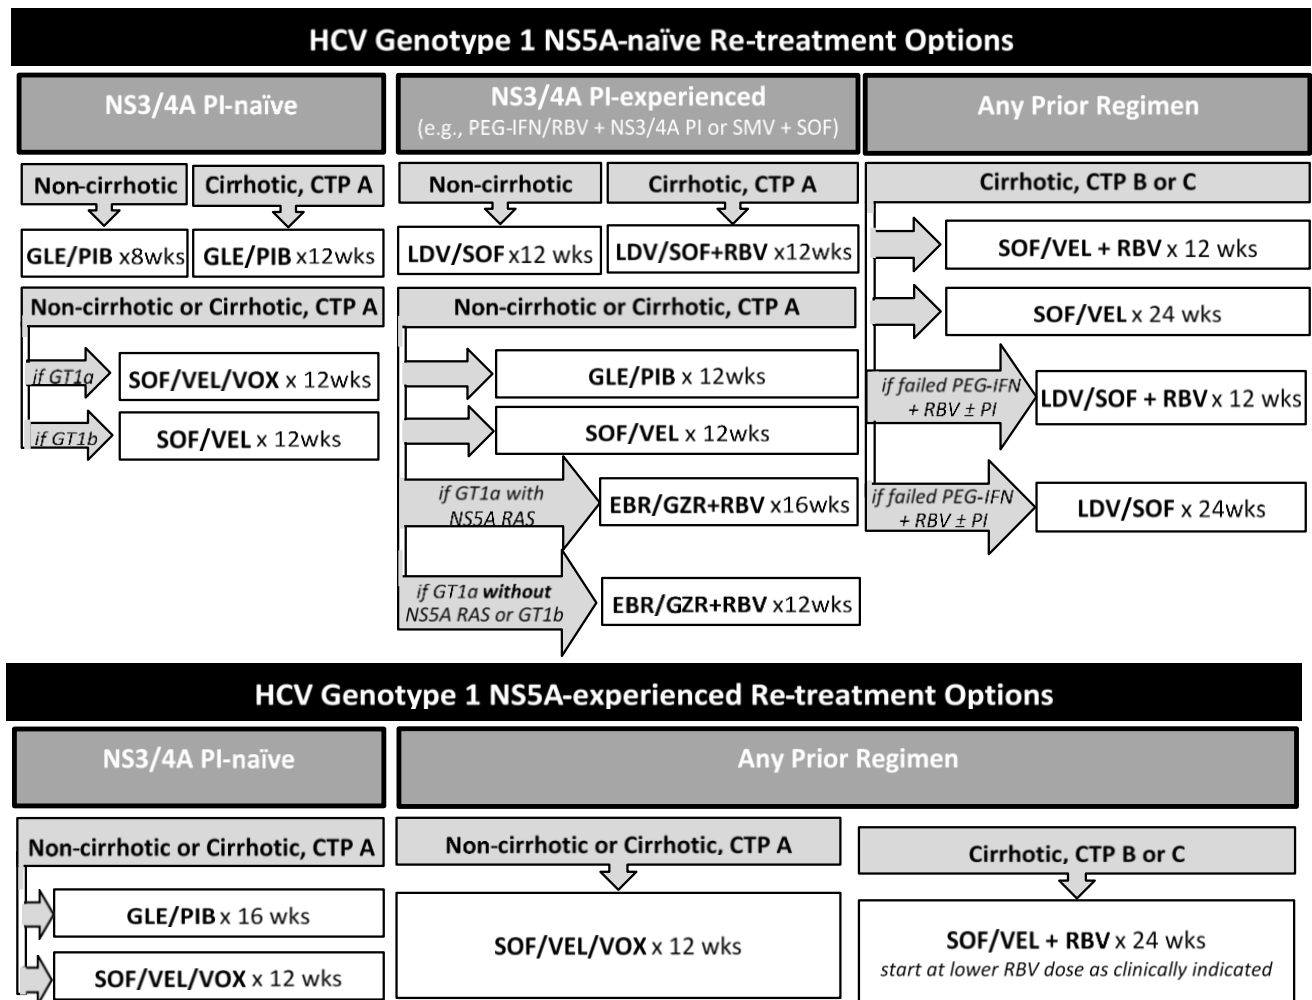 HCV Genotype 1 NS5A-naïve Re-treatment Options
NS3/4A PI-naïve
Non-cirrhotic
Cirrhotic, CTP A
GLE/PIB x8wks
GLE/PIB x12wks
Non-cirrhotic or Cirrhotic, CTP A
if GT1a
SOF/VEL/VOX x 12wks
if GT1b
SOF/VEL x 12wks
NS3/4A PI-experienced
(e.g., PEG-IFN/RBV + NS3/4A PI or SMV + SOF)
Non-cirrhotic
Cirrhotic, CTP A
LDV/SOF x12 wks
LDV/SOF+RBV x12wks
Non-cirrhotic or Cirrhotic, CTP A
GLE/PIB x 12wks
SOF/VEL x 12wks
if GT1a with
NS5A RAS
EBR/GZR+RBV x16wks
if GT1a without
NS5A RAS or GT1b
EBR/GZR+RBV x12wks
Any Prior Regimen
Cirrhotic, CTP B or C
SOF/VEL + RBV x 12 wks
SOF/VEL x 24 wks
if failed PEG-IFN
+ RBV ± PI
LDV/SOF + RBV x 12 wks
if failed PEG-IFN
+ RBV ± PI
LDV/SOF x 24wks
HCV Genotype 1 NS5A-experienced Re-treatment Options
NS3/4A PI-naïve
Non-cirrhotic or Cirrhotic, CTP A
GLE/PIB x 16 wks
SOF/VEL/VOX x 12 wks
Any Prior Regimen
Non-cirrhotic or Cirrhotic, CTP A
SOF/VEL/VOX x 12 wks
Cirrhotic, CTP B or C
SOF/VEL + RBV x 24 wks
start at lower RBV dose as clinically indicated